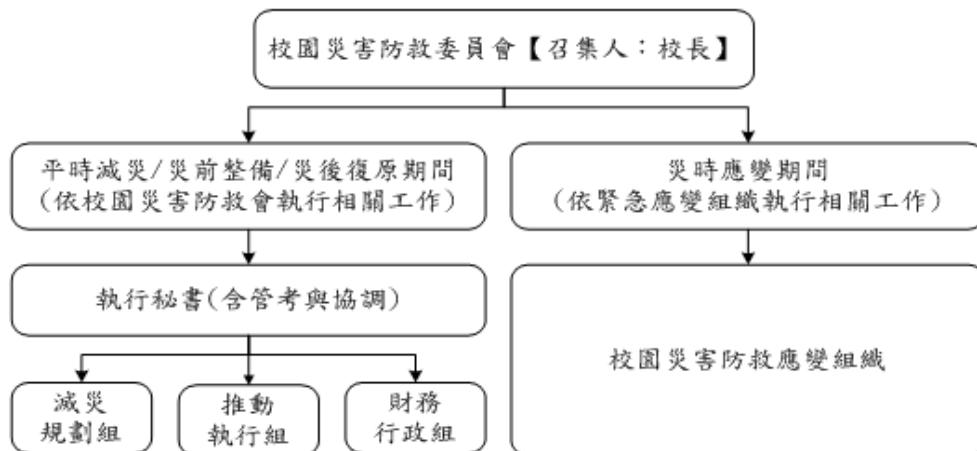 校園災害防救委員會【召集人：校長】
平時減災/災前整備/災後復原期間
(依校園災害防救會執行相關工作)
災時應變期間
(依緊急應變組織執行相關工作)
執行秘書(含管考與協調)
校園災害防救應變組織
減災
規劃組
推動
執行組
財務
行政組